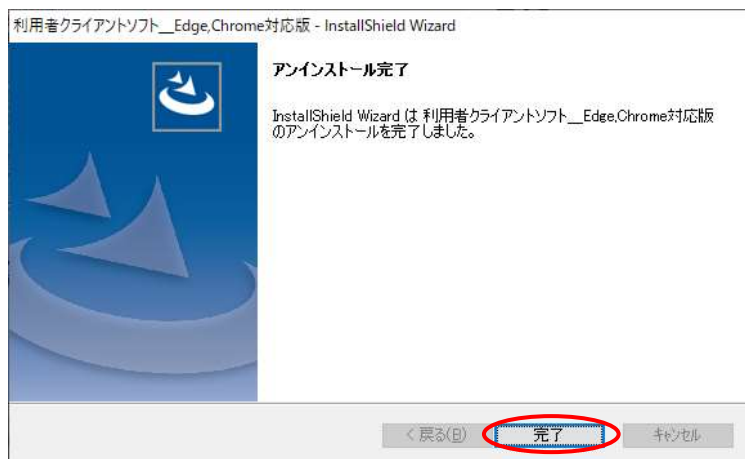 利用者クライアントソフト__Edge,Chrome対応版 - InstallShield Wizard
アンインストール完了
InstallShield Wizard は 利用者クライアントソフト__Edge,Chrome対応版
のアンインストールを完了しました。
< 戻る(B) 完了 キャンセル